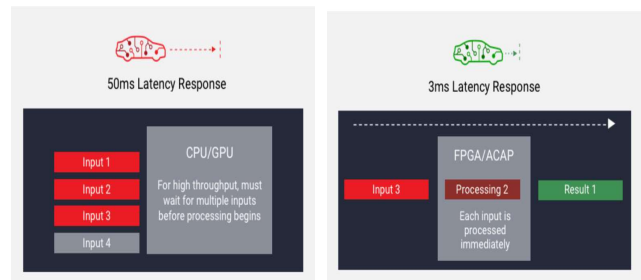 50ms Latency Response
Input 1
Input 2
Input 3
Input 4
CPU/GPU
For high throughput, must
wait for multiple inputs
before processing begins
3ms Latency Response
FPGA/ACAP
Input 3
Processing 2
Result 1
Each input is
processed
immediately